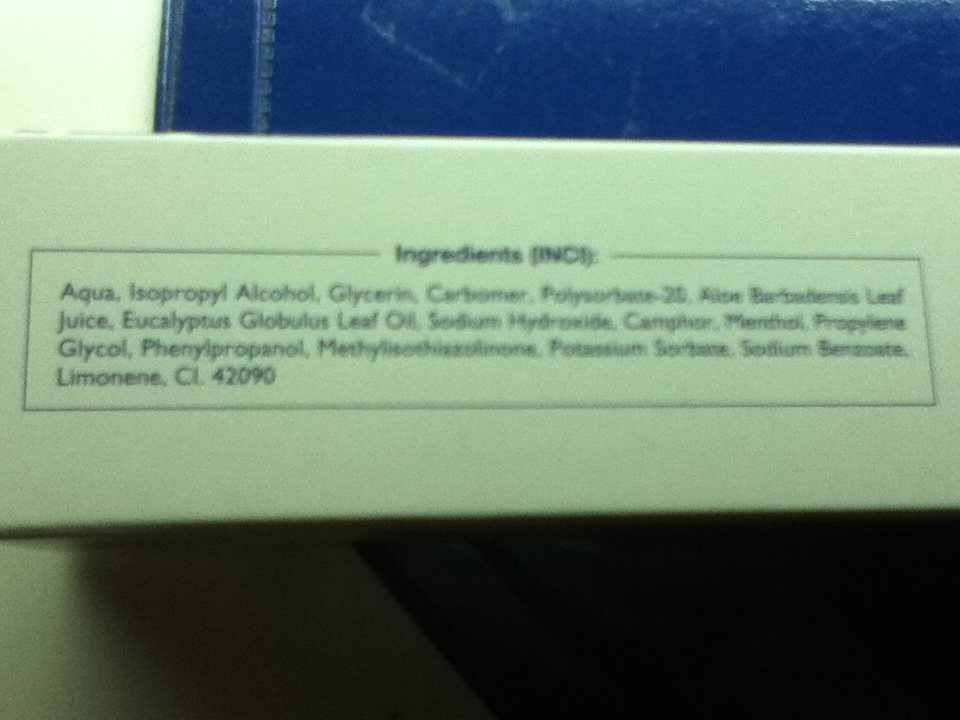 Ingredients (INCI):
Aqua, Isopropyl Alcohol, Glycerin, Carbomer, Polysorbate-20, Aloe Barbadensis Leaf
Juice, Eucalyptus Globulus Leaf Oil, Sodium Hydroxide, Camphor, Menthol, Propylene
Glycol, Phenylpropanol, Methylisothiazolinone, Potassium Sorbate, Sodium Benzoate,
Limonene, CI. 42090